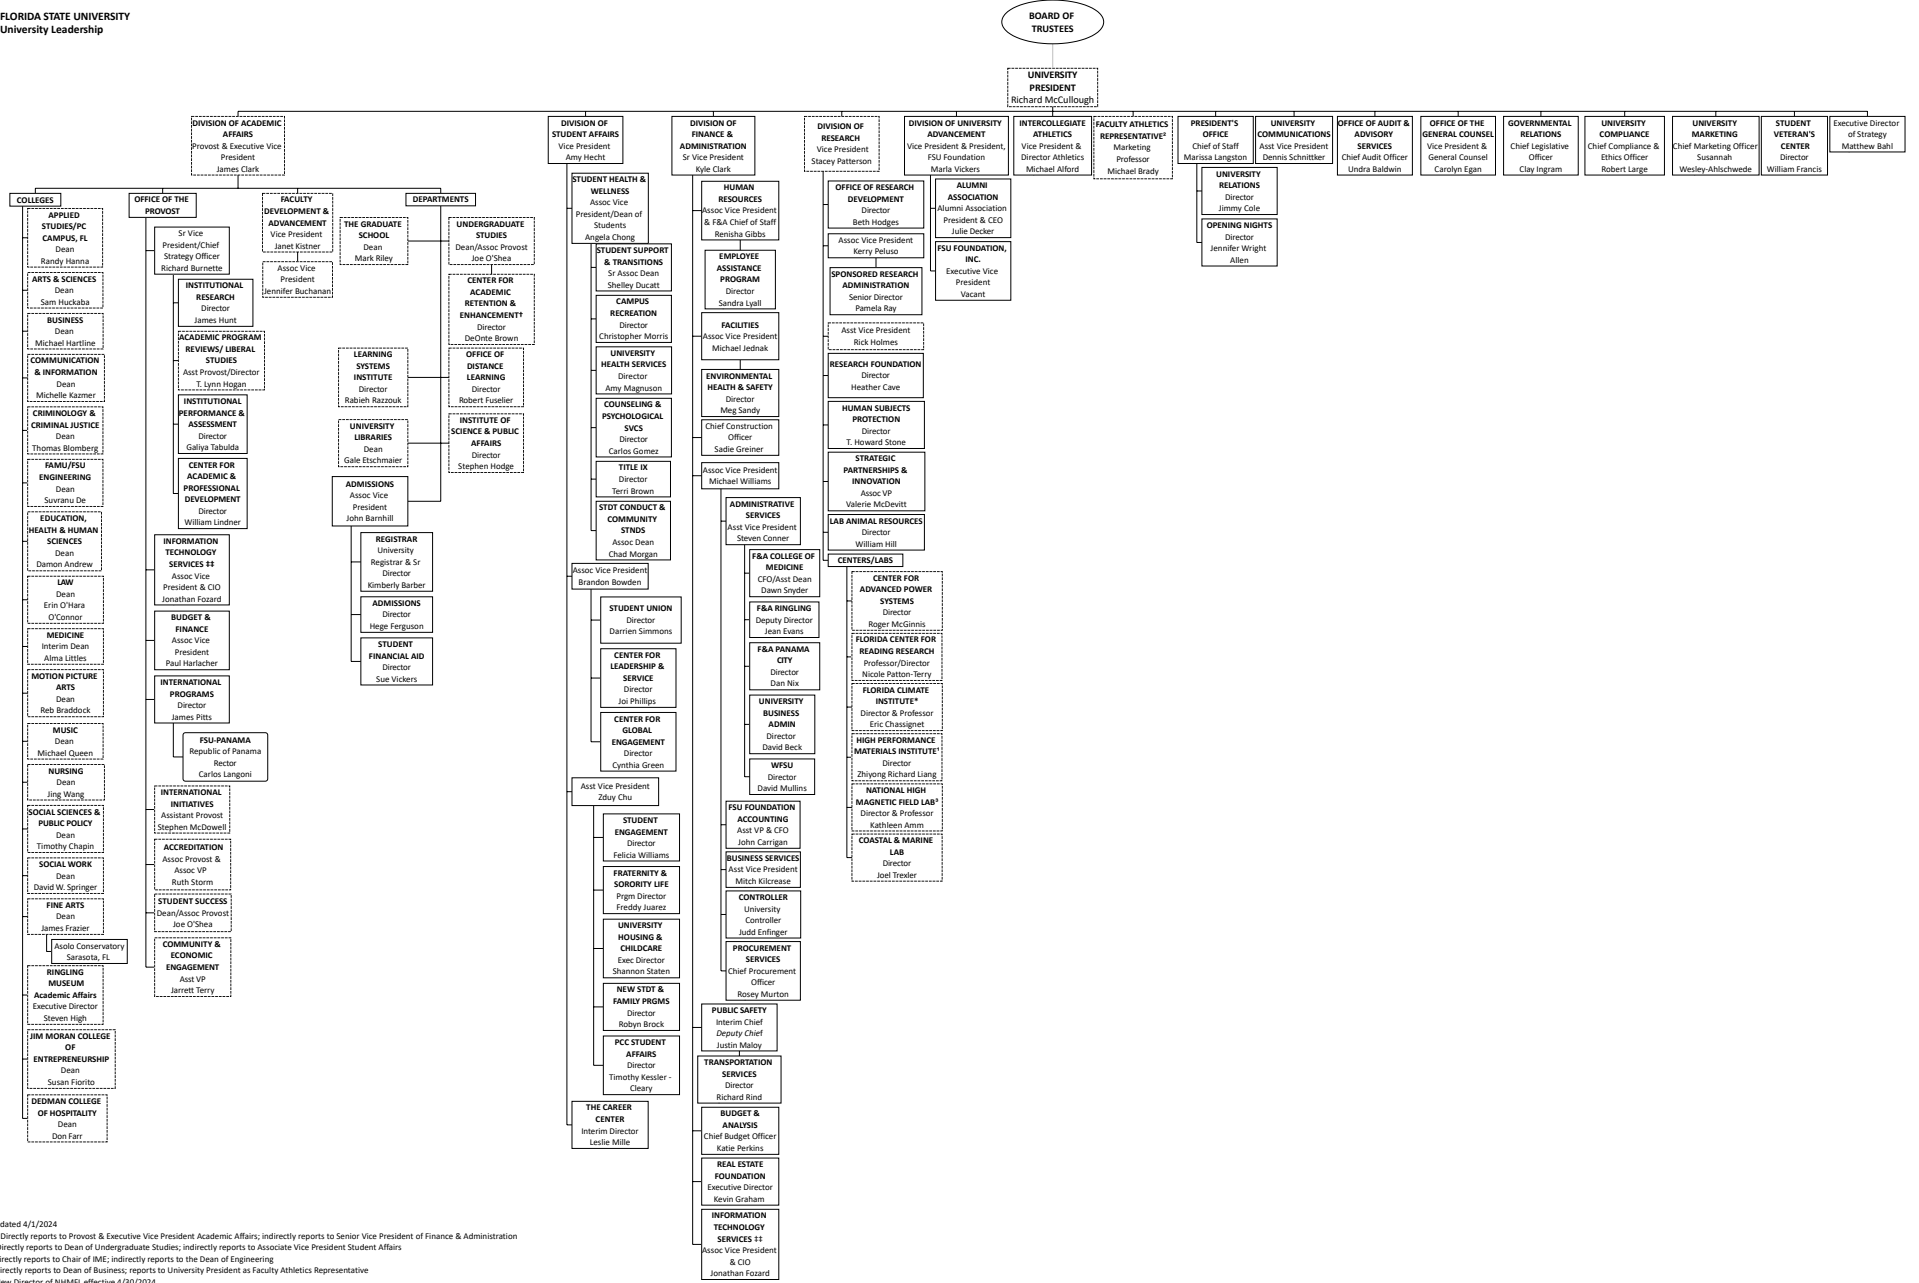 FLORIDA STATE UNIVERSITY
University Leadership
BOARD OF
TRUSTEES
UNIVERSITY
PRESIDENT
Richard McCullough
DIVISION OF ACADEMIC
AFFAIRS
Provost & Executive Vice
President
James Clark
DIVISION OF
STUDENT AFFAIRS
Vice President
Amy Hecht
DIVISION OF
FINANCE &
ADMINISTRATION
Sr Vice President
Kyle Clark
DIVISION OF
RESEARCH
Vice President
Stacey Patterson
DIVISION OF UNIVERSITY
ADVANCEMENT
Vice President & President,
FSU Foundation
Marla Vickers
INTERCOLLEGIATE
ATHLETICS
Vice President &
Director Athletics
Michael Alford
FACULTY ATHLETICS
REPRESENTATIVE²
Marketing
Professor
Michael Brady
PRESIDENT'S
OFFICE
Chief of Staff
Marissa Langston
UNIVERSITY
COMMUNICATIONS
Asst Vice President
Dennis Schnittker
OFFICE OF AUDIT &
ADVISORY
SERVICES
Chief Audit Officer
Undra Baldwin
OFFICE OF THE
GENERAL COUNSEL
Vice President &
General Counsel
Carolyn Egan
GOVERNMENTAL
RELATIONS
Chief Legislative
Officer
Clay Ingram
UNIVERSITY
COMPLIANCE
Chief Compliance &
Ethics Officer
Robert Large
UNIVERSITY
MARKETING
Chief Marketing Officer
Susannah
Wesley-Ahlschwede
STUDENT
VETERAN'S
CENTER
Director
William Francis
Executive Director
of Strategy
Matthew Bahl
UNIVERSITY
RELATIONS
Director
Jimmy Cole
OPENING NIGHTS
Director
Jennifer Wright
Allen
COLLEGES
APPLIED
STUDIES/PC
CAMPUS, FL
Dean
Randy Hanna
ARTS & SCIENCES
Dean
Sam Huckaba
BUSINESS
Dean
Michael Hartline
COMMUNICATION
& INFORMATION
Dean
Michelle Kazmer
CRIMINOLOGY &
CRIMINAL JUSTICE
Dean
Thomas Blomberg
FAMU/FSU
ENGINEERING
Dean
Suvranu De
EDUCATION,
HEALTH & HUMAN
SCIENCES
Dean
Damon Andrew
LAW
Dean
Erin O'Hara
O'Connor
MEDICINE
Interim Dean
Alma Littles
MOTION PICTURE
ARTS
Dean
Reb Braddock
MUSIC
Dean
Michael Queen
NURSING
Dean
Jing Wang
SOCIAL SCIENCES &
PUBLIC POLICY
Dean
Timothy Chapin
SOCIAL WORK
Dean
David W. Springer
FINE ARTS
Dean
James Frazier
Asolo Conservatory
Sarasota, FL
RINGLING
MUSEUM
Academic Affairs
Executive Director
Steven High
JIM MORAN COLLEGE
OF
ENTREPRENEURSHIP
Dean
Susan Fiorito
DEDMAN COLLEGE
OF HOSPITALITY
Dean
Don Farr
OFFICE OF THE
PROVOST
Sr Vice
President/Chief
Strategy Officer
Richard Burnette
INSTITUTIONAL
RESEARCH
Director
James Hunt
ACADEMIC PROGRAM
REVIEWS/ LIBERAL
STUDIES
Asst Provost/Director
T. Lynn Hogan
INSTITUTIONAL
PERFORMANCE &
ASSESSMENT
Director
Galiya Tabulda
CENTER FOR
ACADEMIC &
PROFESSIONAL
DEVELOPMENT
Director
William Lindner
INFORMATION
TECHNOLOGY
SERVICES ‡‡
Assoc Vice
President & CIO
Jonathan Fozard
BUDGET &
FINANCE
Assoc Vice
President
Paul Harlacher
INTERNATIONAL
PROGRAMS
Director
James Pitts
FSU-PANAMA
Republic of Panama
Rector
Carlos Langoni
INTERNATIONAL
INITIATIVES
Assistant Provost
Stephen McDowell
ACCREDITATION
Assoc Provost &
Assoc VP
Ruth Storm
STUDENT SUCCESS
Dean/Assoc Provost
Joe O'Shea
COMMUNITY &
ECONOMIC
ENGAGEMENT
Asst VP
Jarrett Terry
FACULTY
DEVELOPMENT &
ADVANCEMENT
Vice President
Janet Kistner
Assoc Vice
President
Jennifer Buchanan
DEPARTMENTS
THE GRADUATE
SCHOOL
Dean
Mark Riley
UNDERGRADUATE
STUDIES
Dean/Assoc Provost
Joe O'Shea
CENTER FOR
ACADEMIC
RETENTION &
ENHANCEMENT†
Director
DeOnte Brown
LEARNING
SYSTEMS
INSTITUTE
Director
Rabieh Razzouk
OFFICE OF
DISTANCE
LEARNING
Director
Robert Fuselier
UNIVERSITY
LIBRARIES
Dean
Gale Etschmaier
INSTITUTE OF
SCIENCE & PUBLIC
AFFAIRS
Director
Stephen Hodge
ADMISSIONS
Assoc Vice
President
John Barnhill
REGISTRAR
University
Registrar & Sr
Director
Kimberly Barber
ADMISSIONS
Director
Hege Ferguson
STUDENT
FINANCIAL AID
Director
Sue Vickers
STUDENT HEALTH &
WELLNESS
Assoc Vice
President/Dean of
Students
Angela Chong
STUDENT SUPPORT
& TRANSITIONS
Sr Assoc Dean
Shelley Ducatt
CAMPUS
RECREATION
Director
Christopher Morris
UNIVERSITY
HEALTH SERVICES
Director
Amy Magnuson
COUNSELING &
PSYCHOLOGICAL
SVCS
Director
Carlos Gomez
TITLE IX
Director
Terri Brown
STDT CONDUCT &
COMMUNITY
STNDS
Assoc Dean
Chad Morgan
Assoc Vice President
Brandon Bowden
STUDENT UNION
Director
Darrien Simmons
CENTER FOR
LEADERSHIP &
SERVICE
Director
Joi Phillips
CENTER FOR
GLOBAL
ENGAGEMENT
Director
Cynthia Green
Asst Vice President
Zduy Chu
STUDENT
ENGAGEMENT
Director
Felicia Williams
FRATERNITY &
SORORITY LIFE
Prgm Director
Freddy Juarez
UNIVERSITY
HOUSING &
CHILDCARE
Exec Director
Shannon Staten
NEW STDT &
FAMILY PRGMS
Director
Robyn Brock
PCC STUDENT
AFFAIRS
Director
Timothy Kessler -
Cleary
THE CAREER
CENTER
Interim Director
Leslie Mille
HUMAN
RESOURCES
Assoc Vice President
& F&A Chief of Staff
Renisha Gibbs
EMPLOYEE
ASSISTANCE
PROGRAM
Director
Sandra Lyall
FACILITIES
Assoc Vice President
Michael Jednak
ENVIRONMENTAL
HEALTH & SAFETY
Director
Meg Sandy
Chief Construction
Officer
Sadie Greiner
Assoc Vice President
Michael Williams
ADMINISTRATIVE
SERVICES
Asst Vice President
Steven Conner
F&A COLLEGE OF
MEDICINE
CFO/Asst Dean
Dawn Snyder
F&A RINGLING
Deputy Director
Jean Evans
F&A PANAMA
CITY
Director
Dan Nix
UNIVERSITY
BUSINESS
ADMIN
Director
David Beck
WFSU
Director
David Mullins
FSU FOUNDATION
ACCOUNTING
Asst VP & CFO
John Carrigan
BUSINESS SERVICES
Asst Vice President
Mitch Kilcrease
CONTROLLER
University
Controller
Judd Enfinger
PROCUREMENT
SERVICES
Chief Procurement
Officer
Rosey Murton
PUBLIC SAFETY
Interim Chief
Deputy Chief
Justin Maloy
TRANSPORTATION
SERVICES
Director
Richard Rind
BUDGET &
ANALYSIS
Chief Budget Officer
Katie Perkins
REAL ESTATE
FOUNDATION
Executive Director
Kevin Graham
INFORMATION
TECHNOLOGY
SERVICES ‡‡
Assoc Vice President
& CIO
Jonathan Fozard
OFFICE OF RESEARCH
DEVELOPMENT
Director
Beth Hodges
Assoc Vice President
Kerry Peluso
SPONSORED RESEARCH
ADMINISTRATION
Senior Director
Pamela Ray
Asst Vice President
Rick Holmes
RESEARCH FOUNDATION
Director
Heather Cave
HUMAN SUBJECTS
PROTECTION
Director
T. Howard Stone
STRATEGIC
PARTNERSHIPS &
INNOVATION
Assoc VP
Valerie McDevitt
LAB ANIMAL RESOURCES
Director
William Hill
CENTERS/LABS
CENTER FOR
ADVANCED POWER
SYSTEMS
Director
Roger McGinnis
FLORIDA CENTER FOR
READING RESEARCH
Professor/Director
Nicole Patton-Terry
FLORIDA CLIMATE
INSTITUTE*
Director & Professor
Eric Chassignet
HIGH PERFORMANCE
MATERIALS INSTITUTE¹
Director
Zhiyong Richard Liang
NATIONAL HIGH
MAGNETIC FIELD LAB³
Director & Professor
Kathleen Amm
COASTAL & MARINE
LAB
Director
Joel Trexler
ALUMNI
ASSOCIATION
Alumni Association
President & CEO
Julie Decker
FSU FOUNDATION,
INC.
Executive Vice
President
Vacant
dated 4/1/2024
Directly reports to Provost & Executive Vice President Academic Affairs; indirectly reports to Senior Vice President of Finance & Administration
Directly reports to Dean of Undergraduate Studies; indirectly reports to Associate Vice President Student Affairs
irectly reports to Chair of IME; indirectly reports to the Dean of Engineering
irectly reports to Dean of Business; reports to University President as Faculty Athletics Representative
ew Director of NHMFL effective 4/30/2024